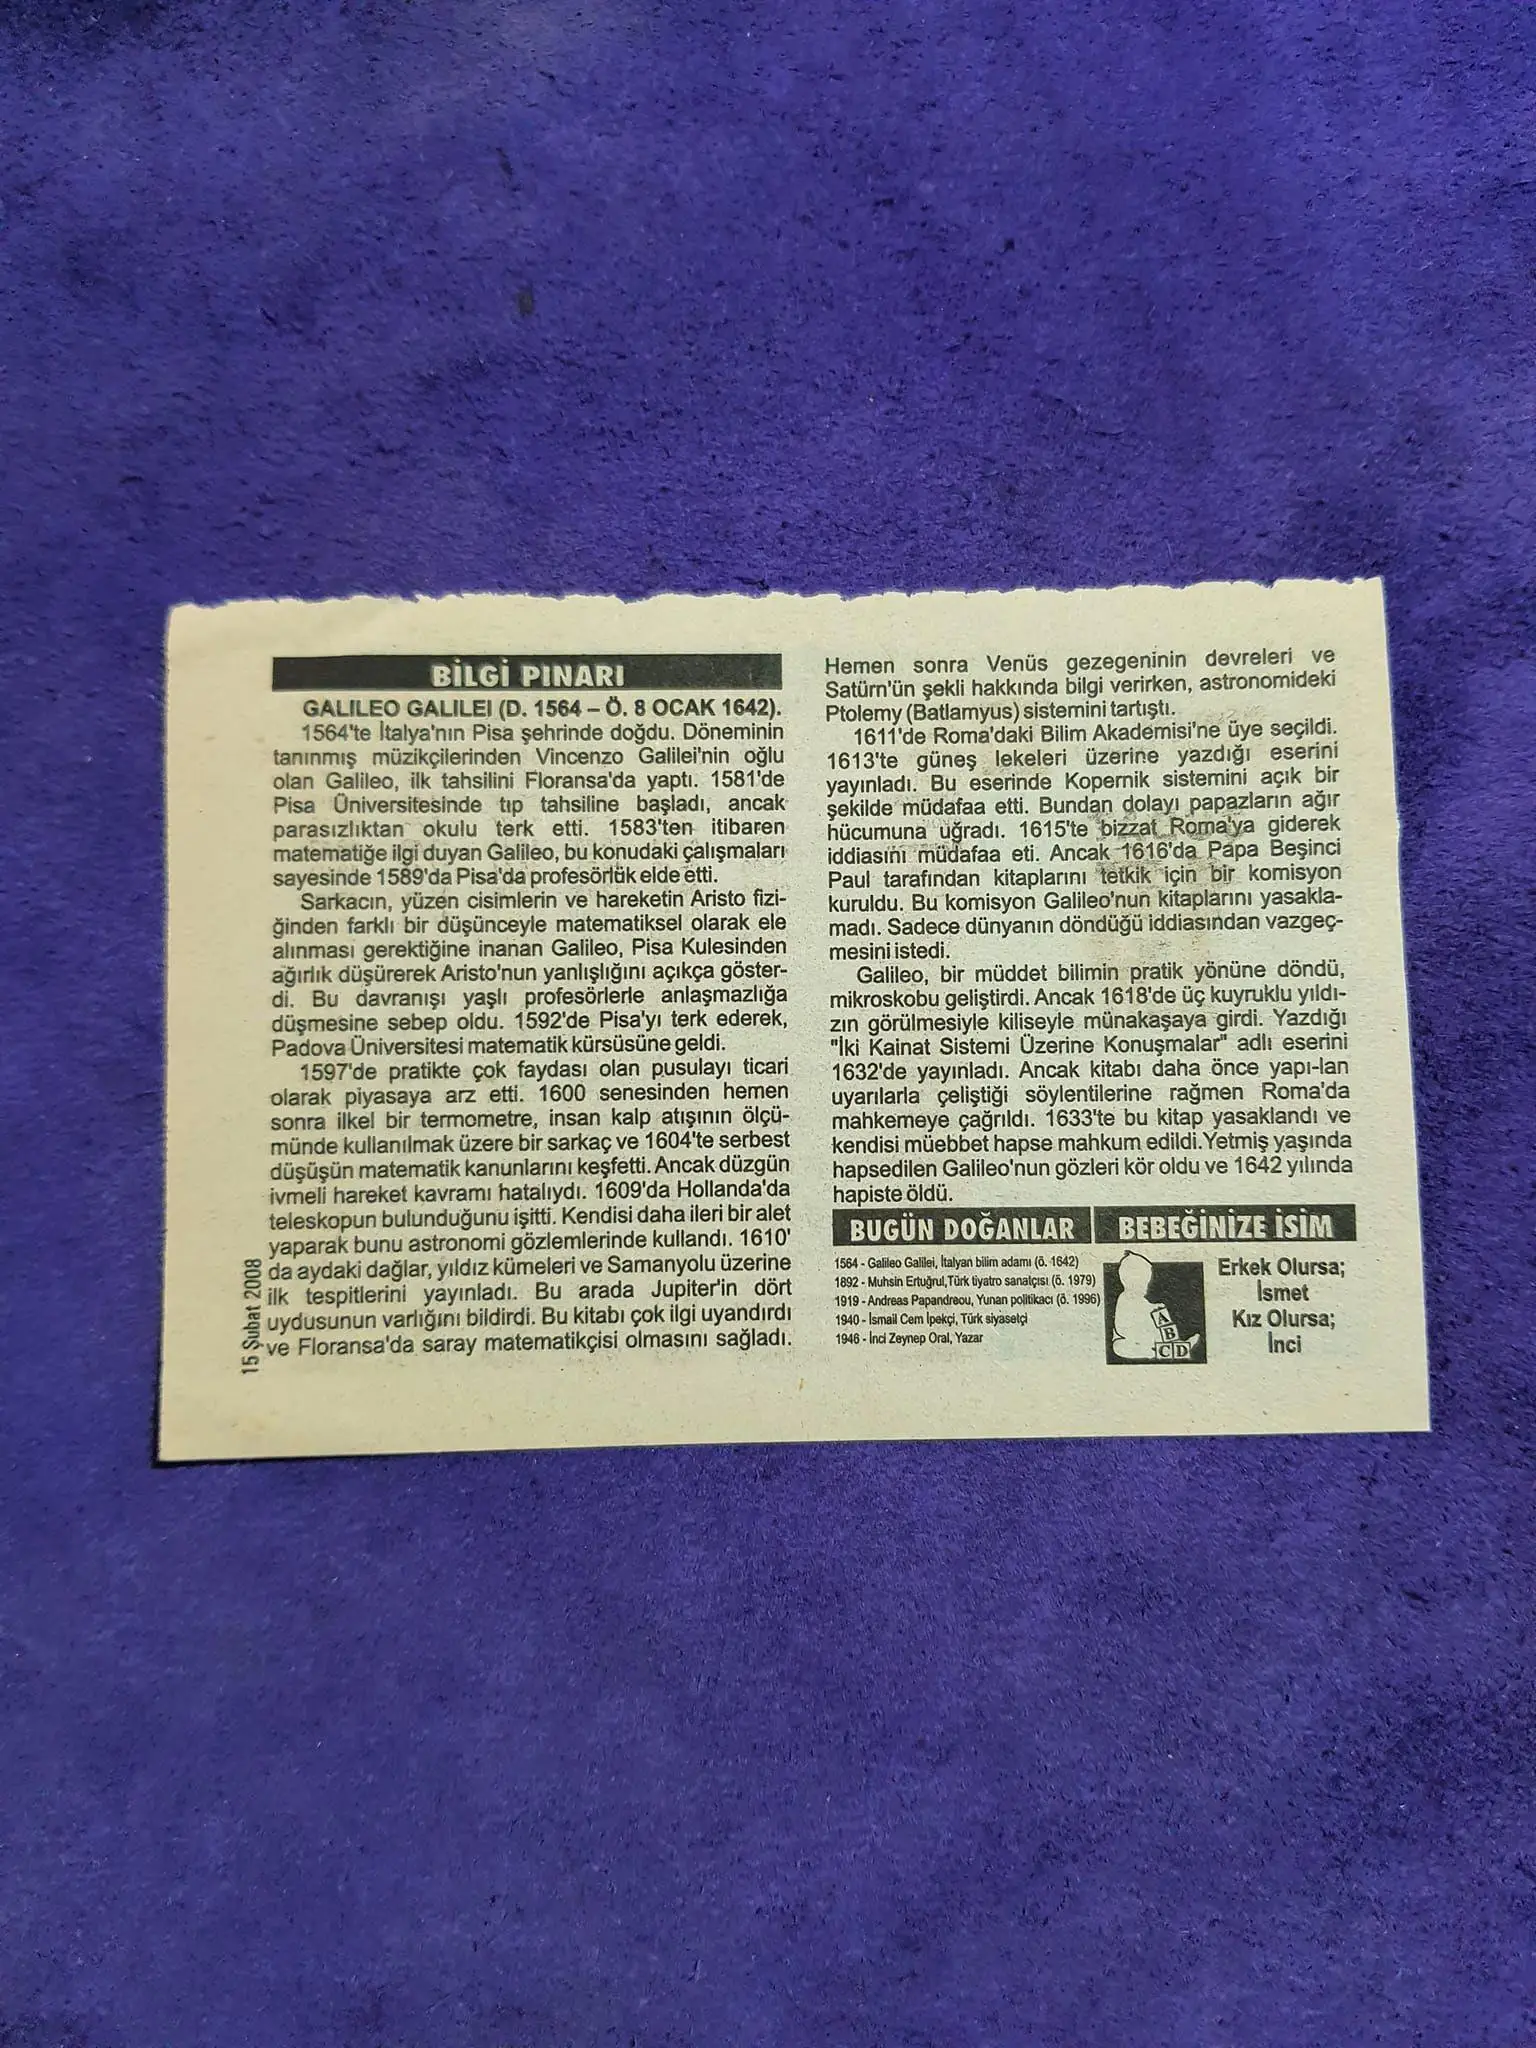 BİLGİ PINARI
GALILEO GALILEI (D. 1564 – Ö. 8 OCAK 1642).
1564'te İtalya'nın Pisa şehrinde doğdu. Döneminin
tanınmış müzikçilerinden Vincenzo Galilei'nin oğlu
olan Galileo, ilk tahsilini Floransa'da yaptı. 1581'de
Pisa Üniversitesinde tıp tahsiline başladı, ancak
parasızlıktan okulu terk etti. 1583'ten itibaren
matematiğe ilgi duyan Galileo, bu konudaki çalışmaları
sayesinde 1589'da Pisa'da profesörlük elde etti.
Sarkacın, yüzen cisimlerin ve hareketin Aristo fizi-
ğinden farklı bir düşünceyle matematiksel olarak ele
alınması gerektiğine inanan Galileo, Pisa Kulesinden
ağırlık düşürerek Aristo'nun yanlışlığını açıkça göster-
di. Bu davranışı yaşlı profesörlerle anlaşmazlığa
düşmesine sebep oldu. 1592'de Pisa'yı terk ederek,
Padova Üniversitesi matematik kürsüsüne geldi.
1597'de pratikte çok faydası olan pusulayı ticari
olarak piyasaya arz etti. 1600 senesinden hemen
sonra ilkel bir termometre, insan kalp atışının ölçü-
münde kullanılmak üzere bir sarkaç ve 1604'te serbest
düşüşün matematik kanunlarını keşfetti. Ancak düzgün
ivmeli hareket kavramı hatalıydı. 1609'da Hollanda'da
teleskopun bulunduğunu işitti. Kendisi daha ileri bir alet
yaparak bunu astronomi gözlemlerinde kullandı. 1610'
da aydaki dağlar, yıldız kümeleri ve Samanyolu üzerine
ilk tespitlerini yayınladı. Bu arada Jupiter'in dört
uydusunun varlığını bildirdi. Bu kitabı çok ilgi uyandırdı
ve Floransa'da saray matematikçisi olmasını sağladı.
15 Şubat 2008
Hemen sonra Venüs gezegeninin devreleri ve
Satürn'ün şekli hakkında bilgi verirken, astronomideki
Ptolemy (Batlamyus) sistemini tartıştı.
1611'de Roma'daki Bilim Akademisi'ne üye seçildi.
1613'te güneş lekeleri üzerine yazdığı eserini
yayınladı. Bu eserinde Kopernik sistemini açık bir
şekilde müdafaa etti. Bundan dolayı papazların ağır
hücumuna uğradı. 1615'te bizzat Roma'ya giderek
iddiasını müdafaa eti. Ancak 1616'da Papa Beşinci
Paul tarafından kitaplarını tetkik için bir komisyon
kuruldu. Bu komisyon Galileo'nun kitaplarını yasakla-
madı. Sadece dünyanın döndüğü iddiasından vazgeç-
mesini istedi.
Galileo, bir müddet bilimin pratik yönüne döndü,
mikroskobu geliştirdi. Ancak 1618'de üç kuyruklu yıldı-
zın görülmesiyle kiliseyle münakaşaya girdi. Yazdığı
"İki Kainat Sistemi Üzerine Konuşmalar" adlı eserini
1632'de yayınladı. Ancak kitabı daha önce yapı-lan
uyarılarla çeliştiği söylentilerine rağmen Roma'da
mahkemeye çağrıldı. 1633'te bu kitap yasaklandı ve
kendisi müebbet hapse mahkum edildi.Yetmiş yaşında
hapsedilen Galileo'nun gözleri kör oldu ve 1642 yılında
hapiste öldü.
BUGÜN DOĞANLAR
1564 - Galileo Galilei, İtalyan bilim adamı (ö. 1642)
1892 - Muhsin Ertuğrul,Türk tiyatro sanatçısı (ö. 1979)
1919 - Andreas Papandreou, Yunan politikacı (ö. 1996)
1940 - İsmail Cem İpekçi, Türk siyasetçi
1946 - İnci Zeynep Oral, Yazar
BEBEĞİNİZE İSİM
A
B
C D
Erkek Olursa;
İsmet
Kız Olursa;
İnci